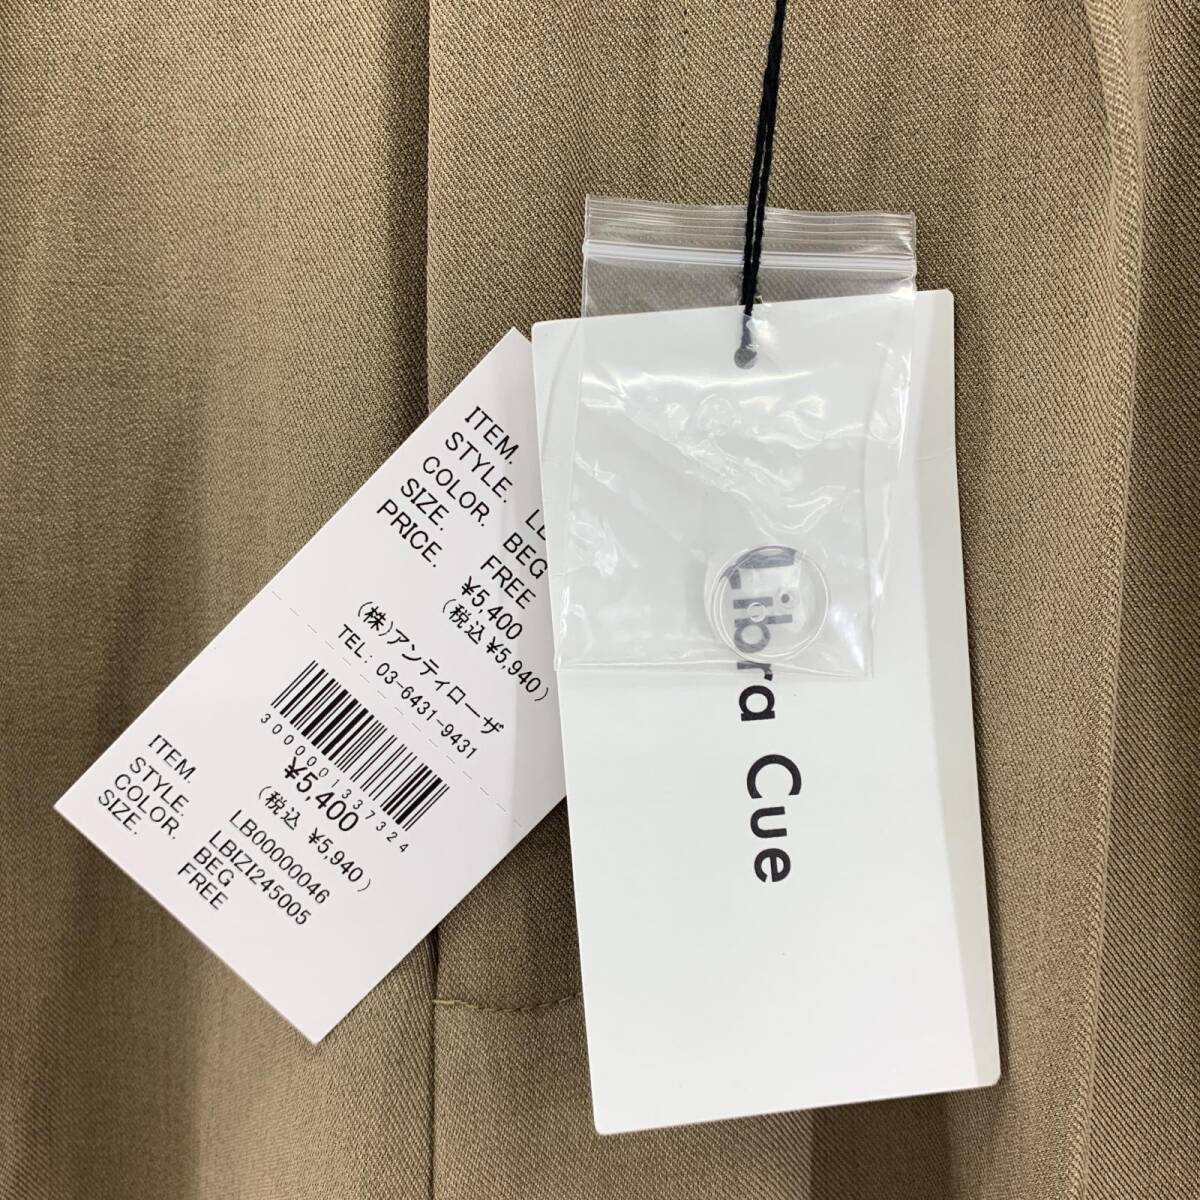 ITEM.
STYLE.
COLOR. BEG
SIZE. FREE
PRICE. ¥5,400
(税込 ¥5,940)
(株)アンティローザ
TEL: 03-6431-9431
3000001337324
¥5,400
(税込 ¥5,940)
ITEM. LB00000046
STYLE. LBIZI245005
COLOR. BEG
SIZE. FREE
Libra Cue